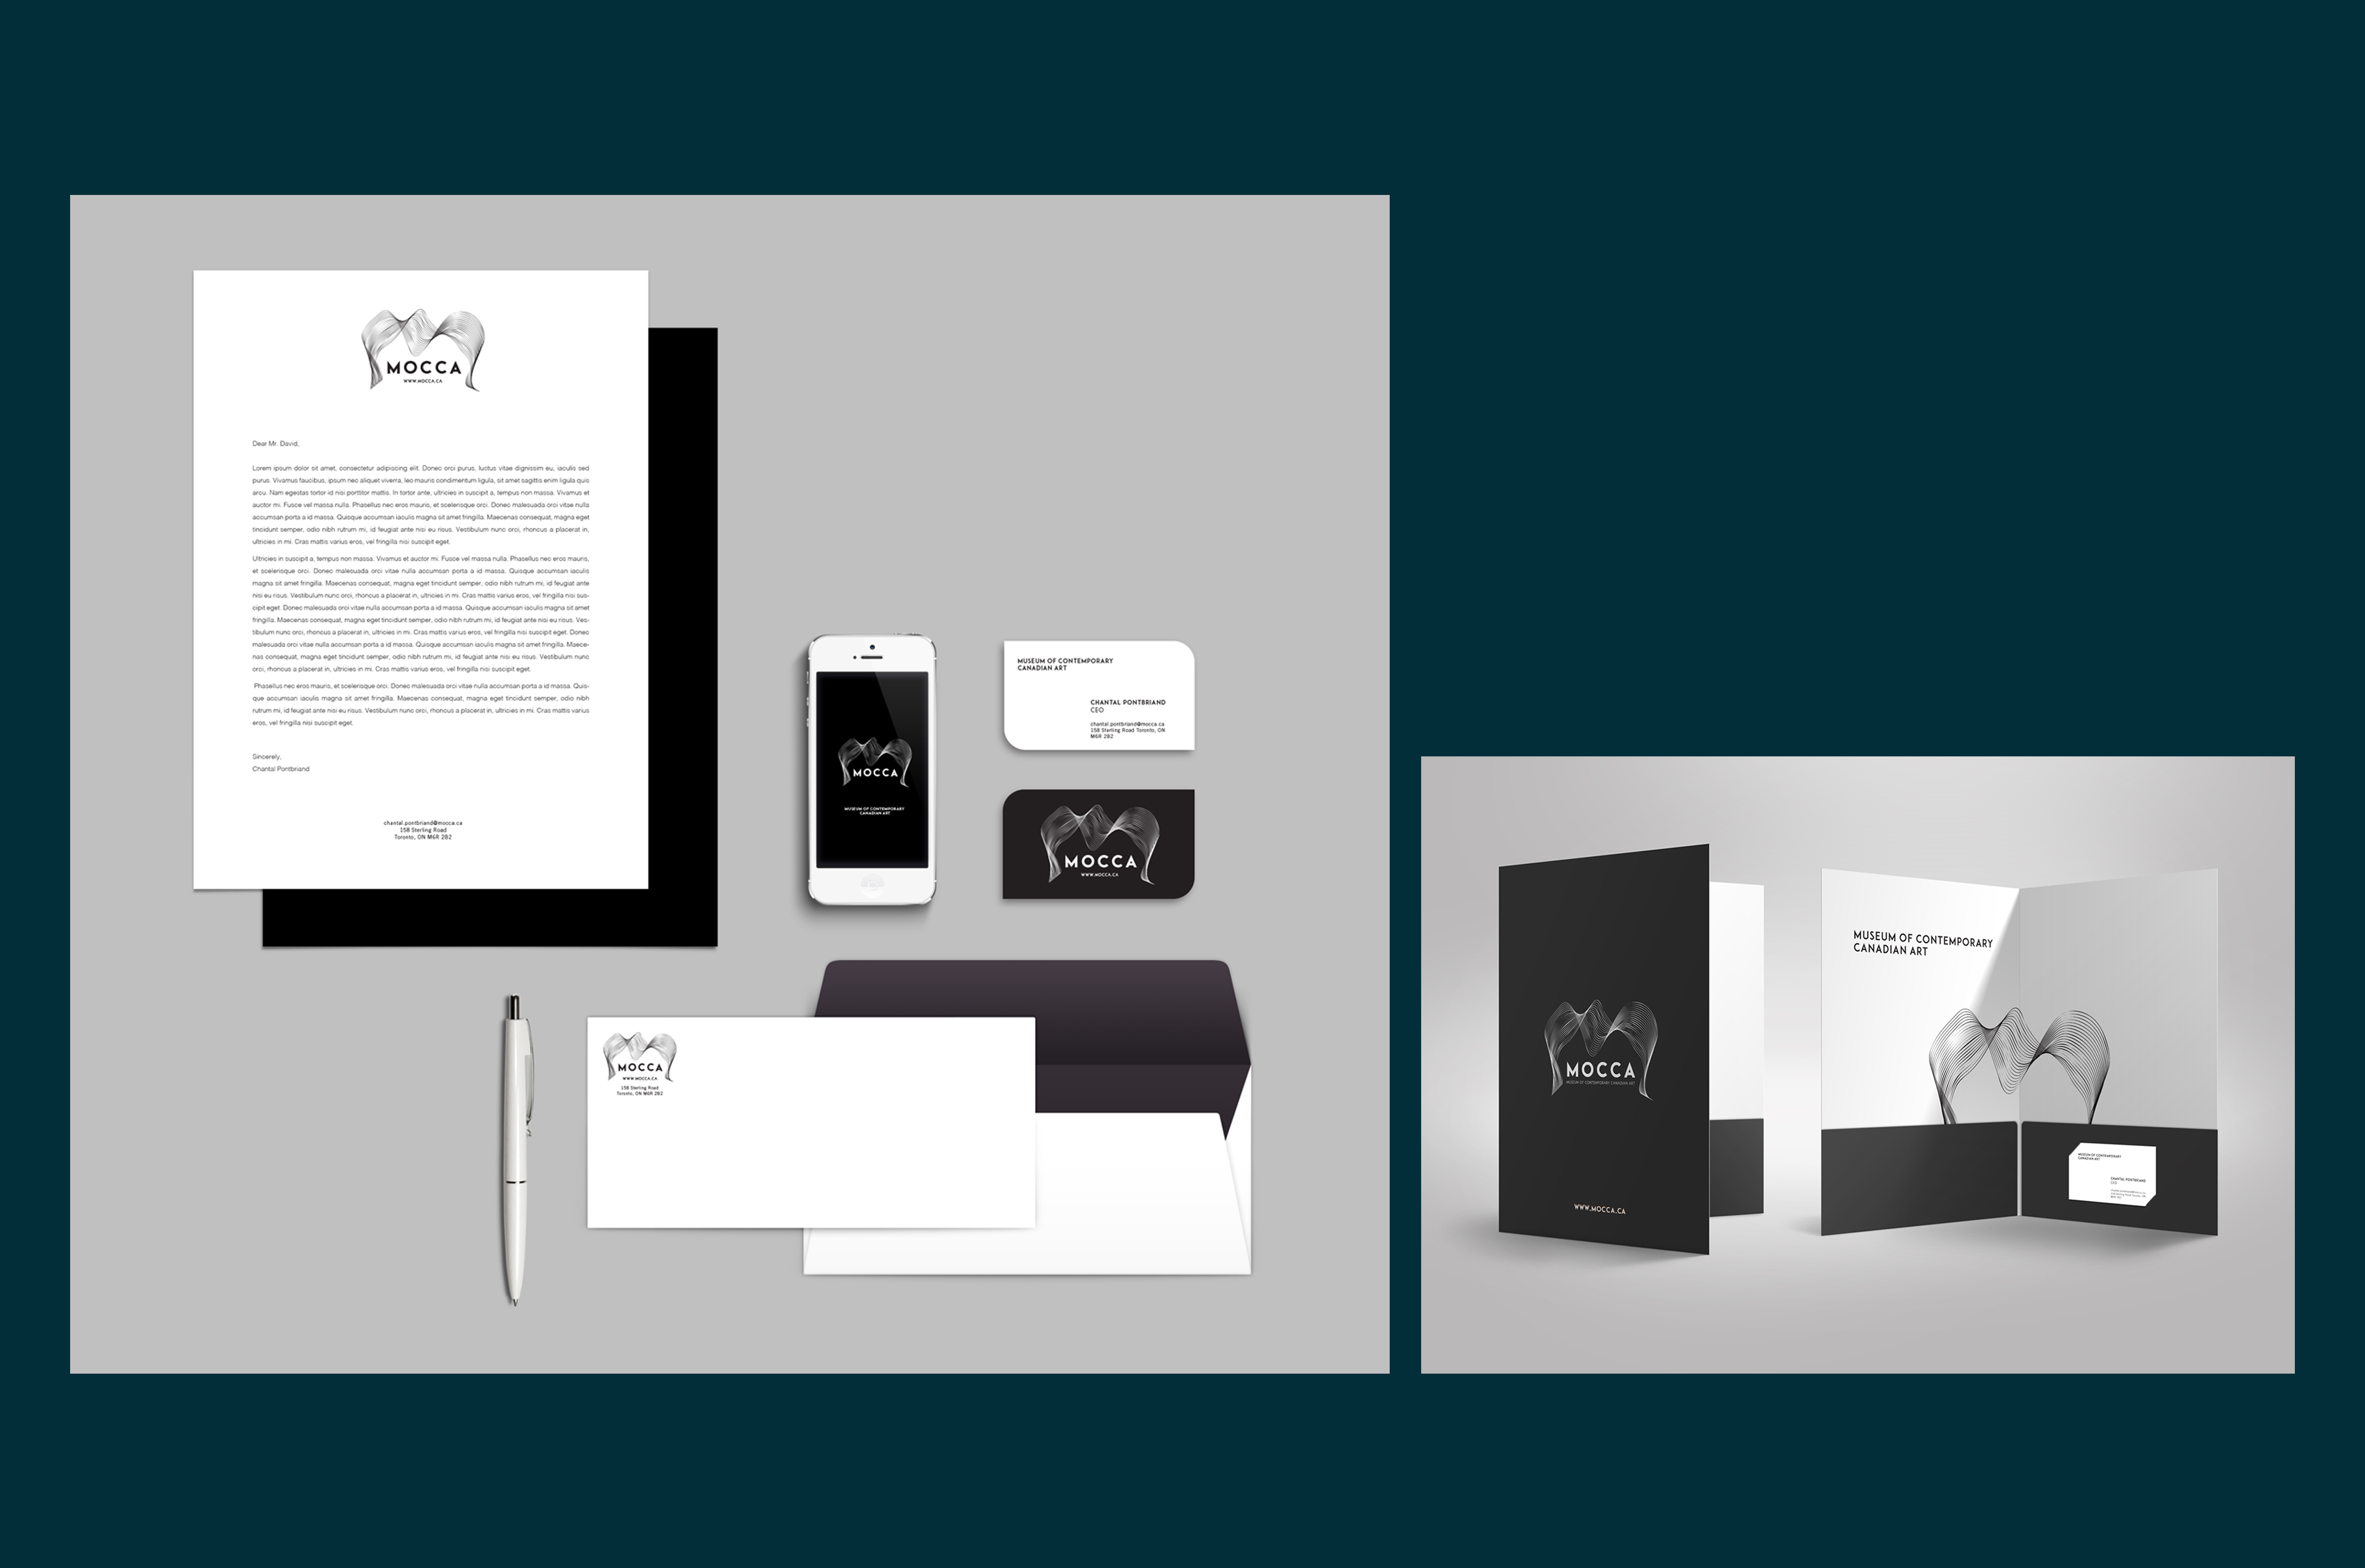 MOCCA
WWW.MOCCA.CA
Dear Mr. David,
Lorem ipsum dolor sit amet, consectetur adipiscing elit. Donec orci purus, luctus vitae dignissim eu, iaculis sed
purus. Vivamus faucibus, ipsum nec aliquet viverra, leo mauris condimentum ligula, sit amet sagittis enim ligula quis
arcu. Nam egestas tortor id nisi porttitor mattis. In tortor ante, ultricies in suscipit a, tempus non massa. Vivamus et
auctor mi. Fusce vel massa nulla. Phasellus nec eros mauris, et scelerisque orci. Donec malesuada orci vitae nulla
accumsan porta a id massa. Quisque accumsan iaculis magna sit amet fringilla. Maecenas consequat, magna eget
tincidunt semper, odio nibh rutrum mi, id feugiat ante nisi eu risus. Vestibulum nunc orci, rhoncus a placerat in,
ultricies in mi. Cras mattis varius eros, vel fringilla nisi suscipit eget.
Ultricies in suscipit a, tempus non massa. Vivamus et auctor mi. Fusce vel massa nulla. Phasellus nec eros mauris,
et scelerisque orci. Donec malesuada orci vitae nulla accumsan porta a id massa. Quisque accumsan iaculis
magna sit amet fringilla. Maecenas consequat, magna eget tincidunt semper, odio nibh rutrum mi, id feugiat ante
nisi eu risus. Vestibulum nunc orci, rhoncus a placerat in, ultricies in mi. Cras mattis varius eros, vel fringilla nisi sus-
cipit eget. Donec malesuada orci vitae nulla accumsan porta a id massa. Quisque accumsan iaculis magna sit amet
fringilla. Maecenas consequat, magna eget tincidunt semper, odio nibh rutrum mi, id feugiat ante nisi eu risus. Ves-
tibulum nunc orci, rhoncus a placerat in, ultricies in mi. Cras mattis varius eros, vel fringilla nisi suscipit eget. Donec
malesuada orci vitae nulla accumsan porta a id massa. Quisque accumsan iaculis magna sit amet fringilla. Maece-
nas consequat, magna eget tincidunt semper, odio nibh rutrum mi, id feugiat ante nisi eu risus. Vestibulum nunc
orci, rhoncus a placerat in, ultricies in mi. Cras mattis varius eros, vel fringilla nisi suscipit eget.
Phasellus nec eros mauris, et scelerisque orci. Donec malesuada orci vitae nulla accumsan porta a id massa. Quis-
que accumsan iaculis magna sit amet fringilla. Maecenas consequat, magna eget tincidunt semper, odio nibh
rutrum mi, id feugiat ante nisi eu risus. Vestibulum nunc orci, rhoncus a placerat in, ultricies in mi. Cras mattis varius
eros, vel fringilla nisi suscipit eget.
Sincerely,
Chantal Pontbriand
chantal.pontbriand@mocca.ca
158 Sterling Road
Toronto, ON M6R 2B2
MOCCA
MUSEUM OF CONTEMPORARY
CANADIAN ART
MUSEUM OF CONTEMPORARY
CANADIAN ART
CHANTAL PONTBRIAND
CEO
chantal.pontbriand@mocca.ca
158 Sterling Road Toronto, ON
M6R 2B2
MOCCA
WWW.MOCCA.CA
MOCCA
WWW.MOCCA.CA
158 Sterling Road
Toronto, ON M6R 2B2
MOCCA
MUSEUM OF CONTEMPORARY CANADIAN ART
WWW.MOCCA.CA
MUSEUM OF CONTEMPORARY
CANADIAN ART
MUSEUM OF CONTEMPORARY
CANADIAN ART
CHANTAL PONTBRIAND
CEO